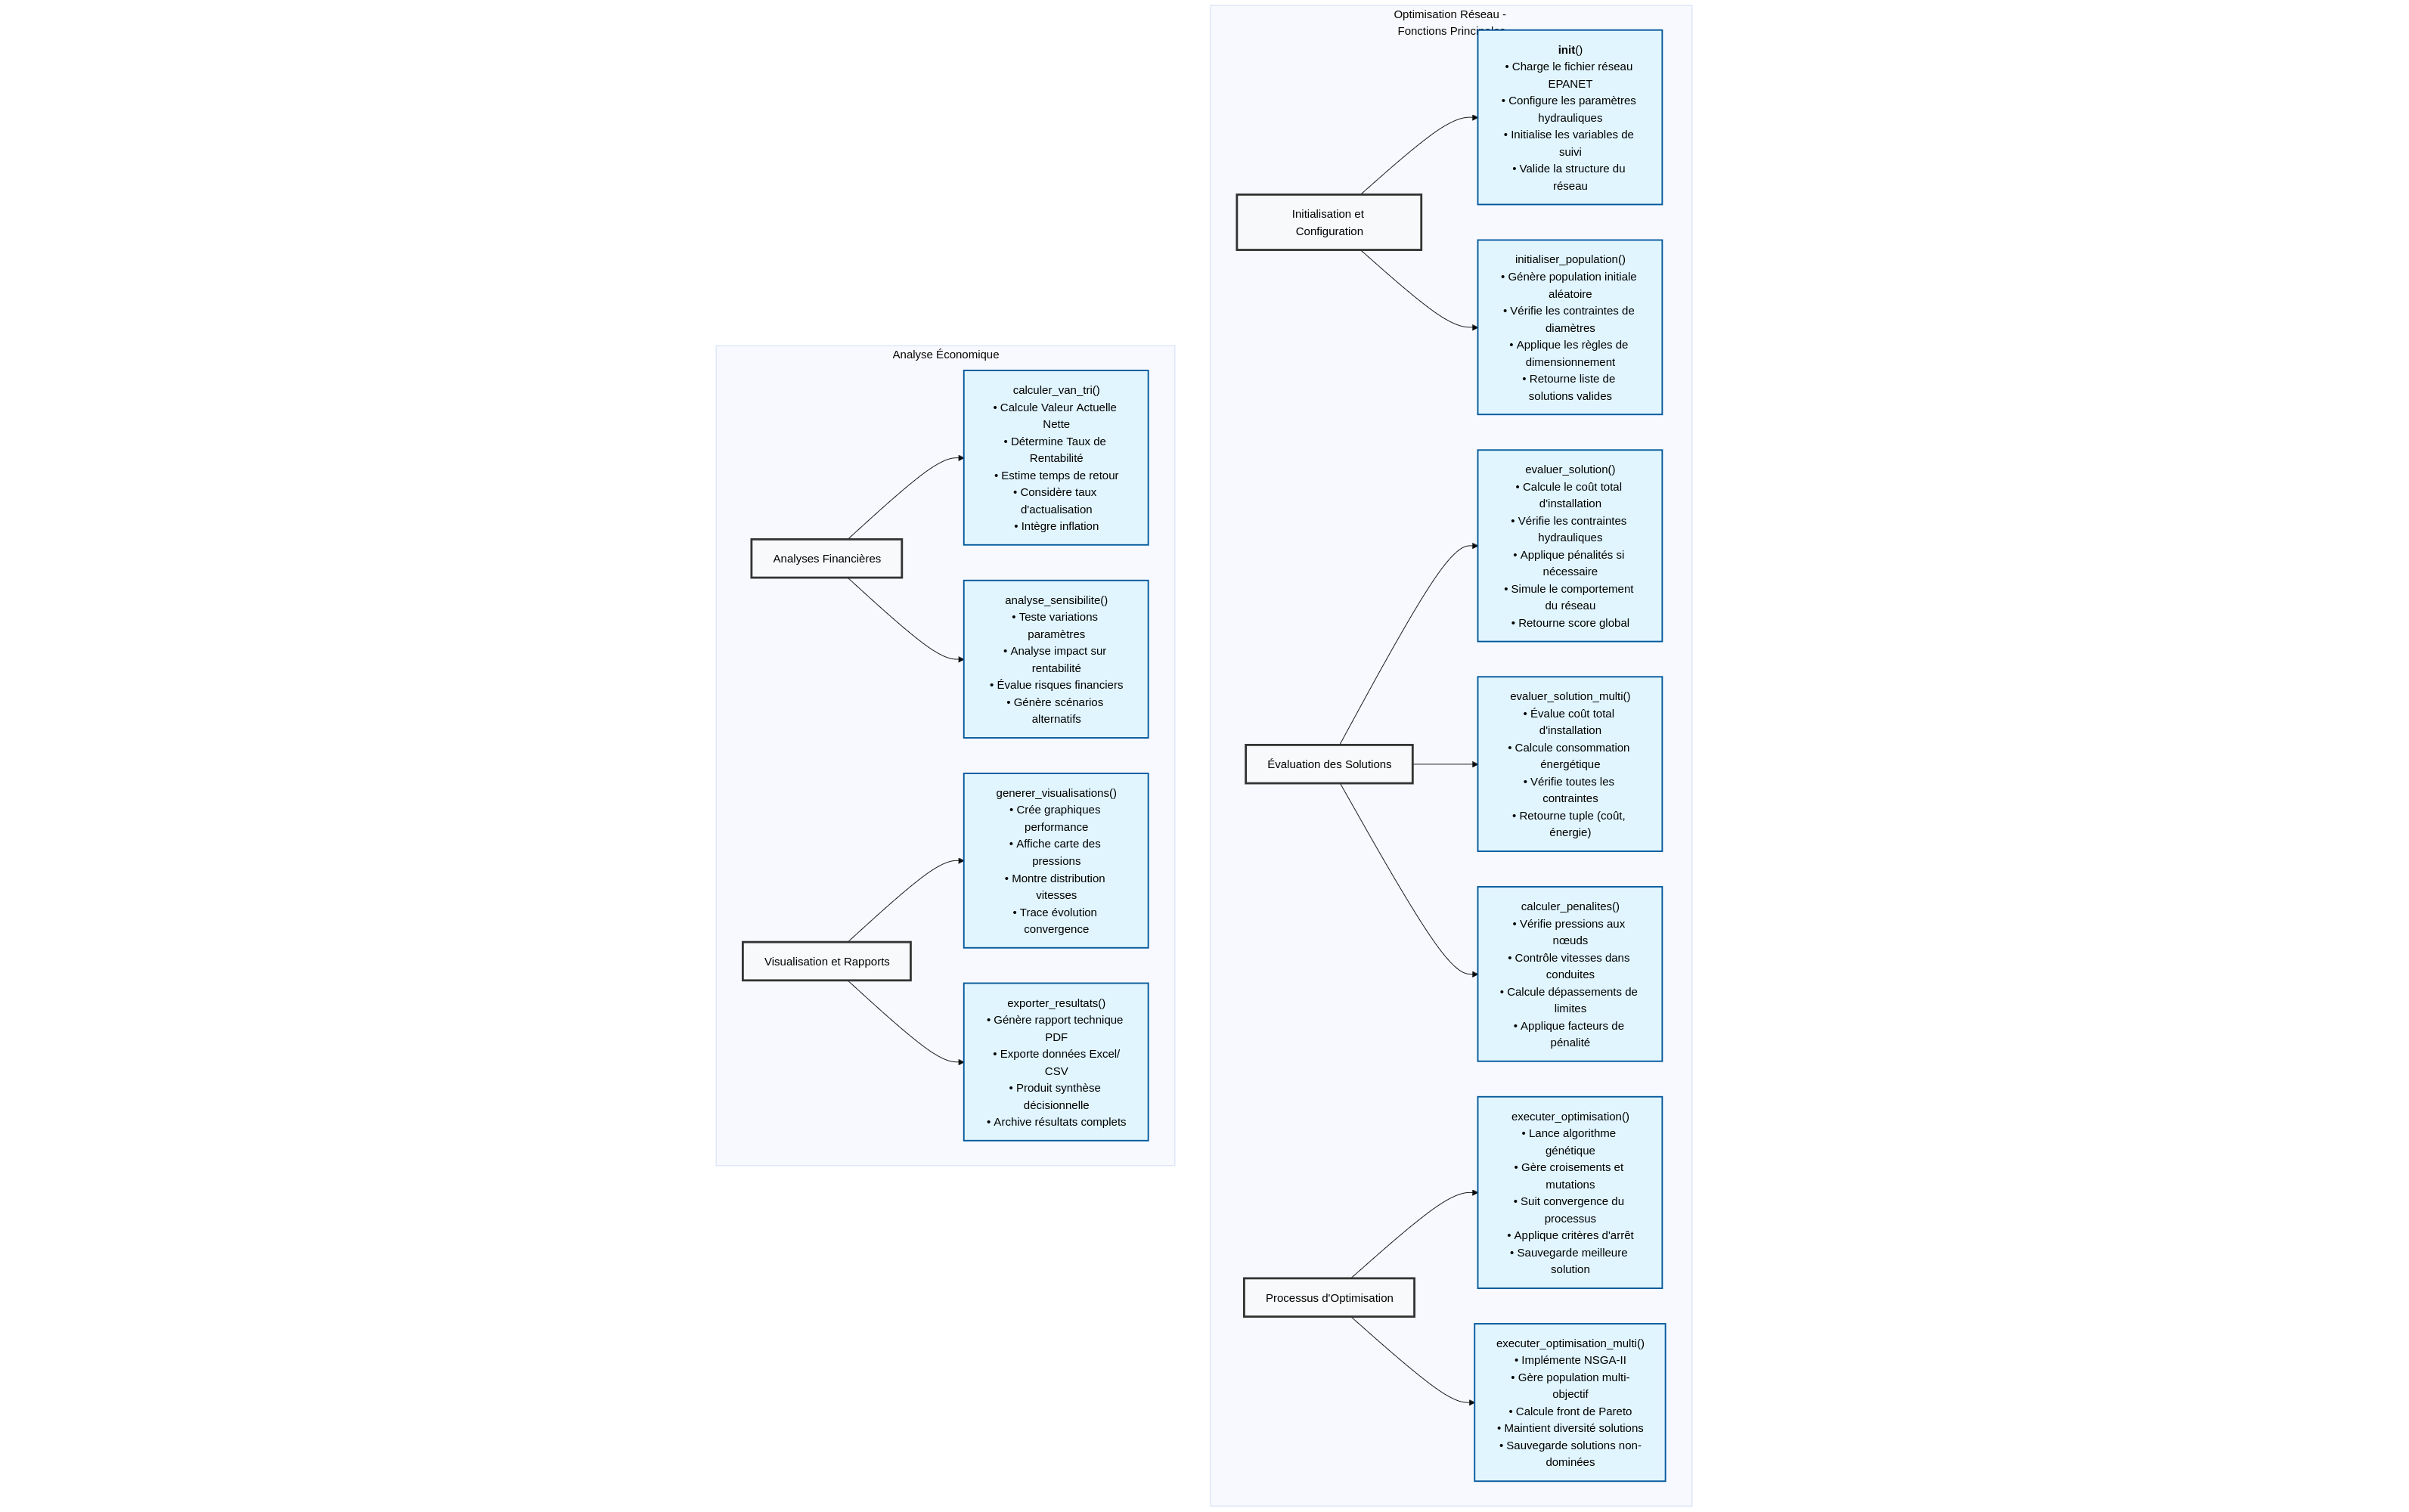 Analyse Économique
Analyses Financières
calculer_van_tri()
• Calcule Valeur Actuelle
Nette
• Détermine Taux de
Rentabilité
• Estime temps de retour
• Considère taux
d'actualisation
• Intègre inflation
analyse_sensibilite()
• Teste variations
paramètres
• Analyse impact sur
rentabilité
• Évalue risques financiers
• Génère scénarios
alternatifs
Visualisation et Rapports
generer_visualisations()
• Crée graphiques
performance
• Affiche carte des
pressions
• Montre distribution
vitesses
• Trace évolution
convergence
exporter_resultats()
• Génère rapport technique
PDF
• Exporte données Excel/
CSV
• Produit synthèse
décisionnelle
• Archive résultats complets
Optimisation Réseau -
Fonctions Principales
Initialisation et
Configuration
init()
• Charge le fichier réseau
EPANET
• Configure les paramètres
hydrauliques
• Initialise les variables de
suivi
• Valide la structure du
réseau
initialiser_population()
• Génère population initiale
aléatoire
• Vérifie les contraintes de
diamètres
• Applique les règles de
dimensionnement
• Retourne liste de
solutions valides
Évaluation des Solutions
evaluer_solution()
• Calcule le coût total
d'installation
• Vérifie les contraintes
hydrauliques
• Applique pénalités si
nécessaire
• Simule le comportement
du réseau
• Retourne score global
evaluer_solution_multi()
• Évalue coût total
d'installation
• Calcule consommation
énergétique
• Vérifie toutes les
contraintes
• Retourne tuple (coût,
énergie)
calculer_penalites()
• Vérifie pressions aux
nœuds
• Contrôle vitesses dans
conduites
• Calcule dépassements de
limites
• Applique facteurs de
pénalité
Processus d'Optimisation
executer_optimisation()
• Lance algorithme
génétique
• Gère croisements et
mutations
• Suit convergence du
processus
• Applique critères d'arrêt
• Sauvegarde meilleure
solution
executer_optimisation_multi()
• Implémente NSGA-II
• Gère population multi-
objectif
• Calcule front de Pareto
• Maintient diversité solutions
• Sauvegarde solutions non-
dominées